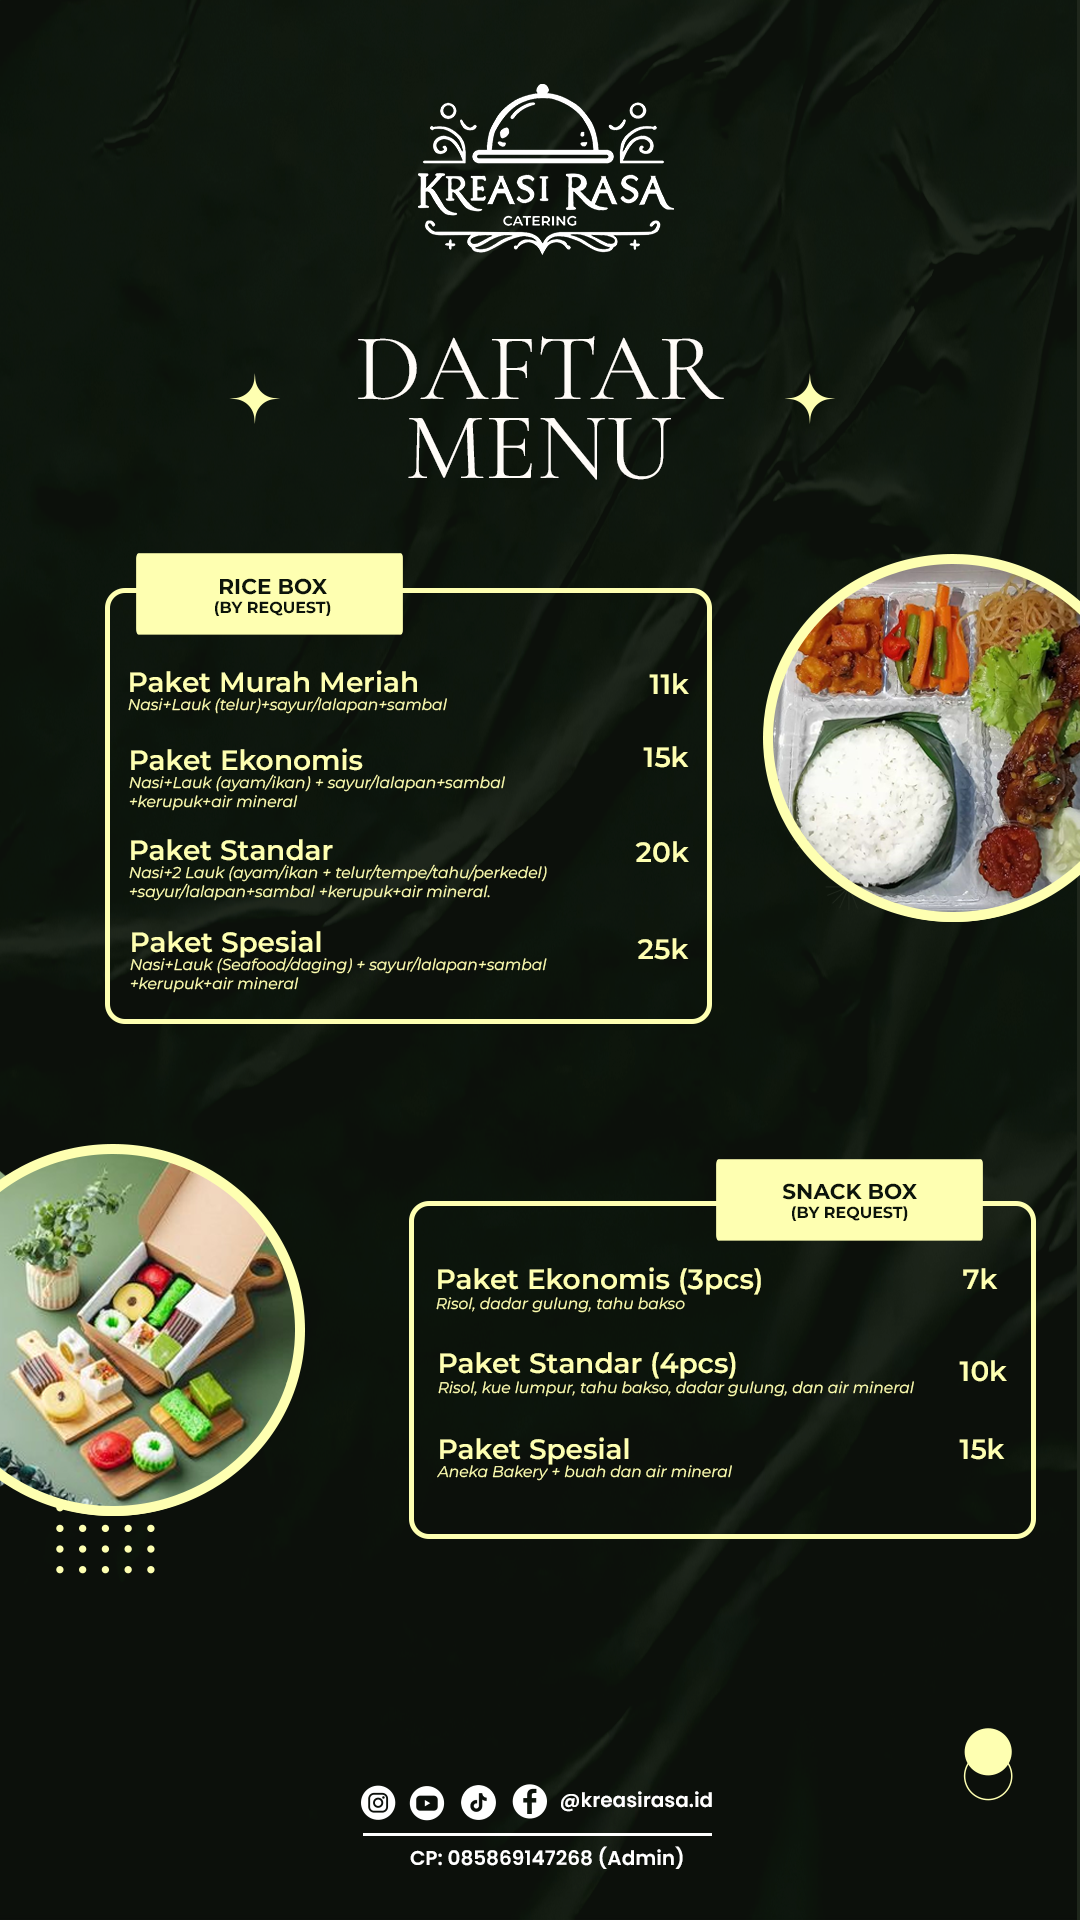 KREASI RASA
CATERING
DAFTAR
MENU
RICE BOX
(BY REQUEST)
Paket Murah Meriah 11k
Nasi+Lauk (telur)+sayur/lalapan+sambal
Paket Ekonomis 15k
Nasi+Lauk (ayam/ikan) + sayur/lalapan+sambal
+kerupuk+air mineral
Paket Standar 20k
Nasi+2 Lauk (ayam/ikan + telur/tempe/tahu/perkedel)
+sayur/lalapan+sambal +kerupuk+air mineral.
Paket Spesial 25k
Nasi+Lauk (Seafood/daging) + sayur/lalapan+sambal
+kerupuk+air mineral
SNACK BOX
(BY REQUEST)
Paket Ekonomis (3pcs) 7k
Risol, dadar gulung, tahu bakso
Paket Standar (4pcs) 10k
Risol, kue lumpur, tahu bakso, dadar gulung, dan air mineral
Paket Spesial 15k
Aneka Bakery + buah dan air mineral
@kreasirasa.id
CP: 085869147268 (Admin)